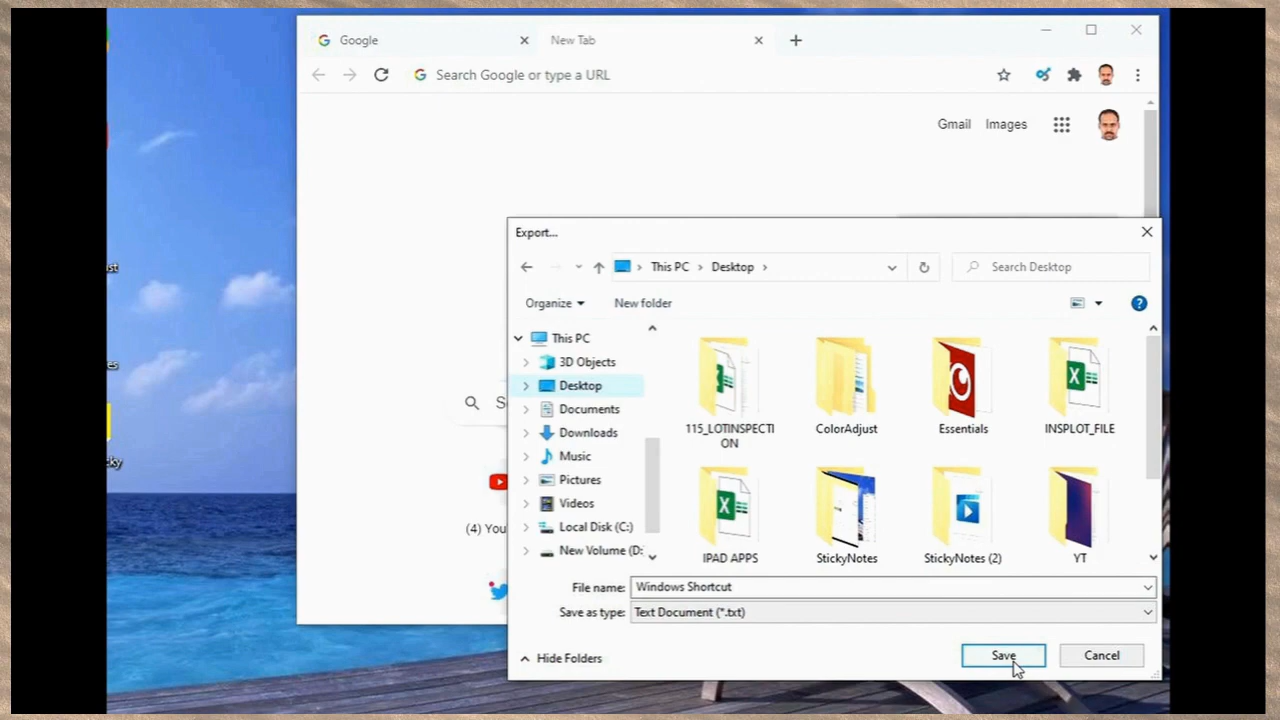 Google
New Tab
Search Google or type a URL
Gmail Images
Export...
This PC Desktop
Search Desktop
Organize New folder
This PC
3D Objects
Desktop
Documents
Downloads
Music
Pictures
Videos
Local Disk (C:)
New Volume (D:
115_LOTINSPECTI
ON
ColorAdjust
Essentials
INSPLOT_FILE
IPAD APPS
StickyNotes
StickyNotes (2)
YT
(4) You
File name: Windows Shortcut
Save as type: Text Document (*.txt)
Hide Folders
Save
Cancel